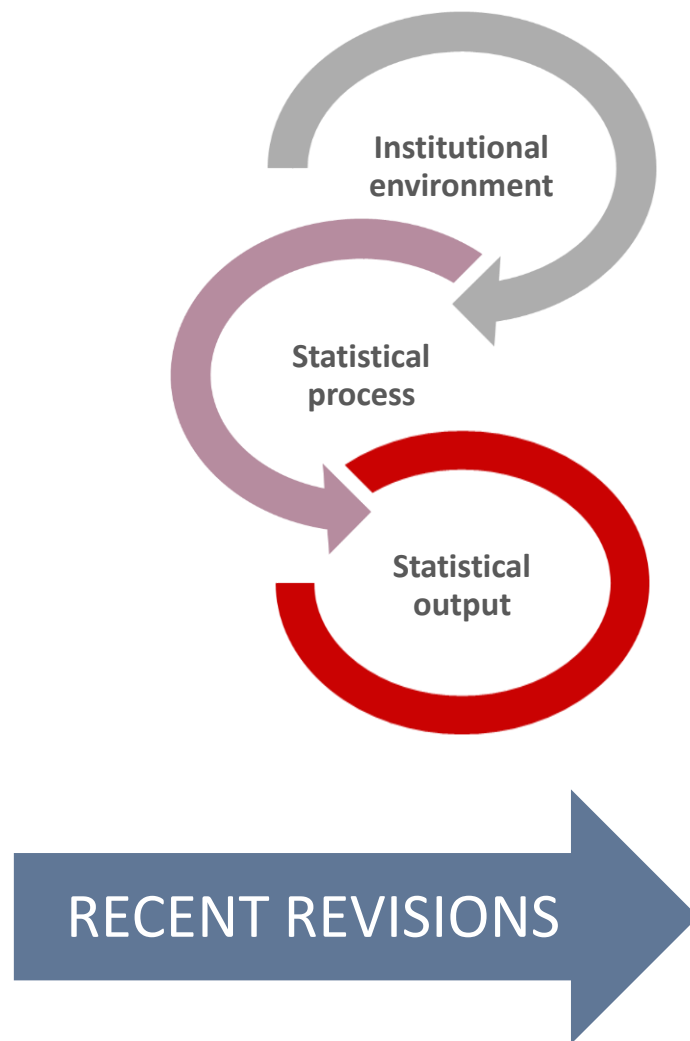 Institutional
environment
Statistical
process
Statistical
output
RECENT REVISIONS